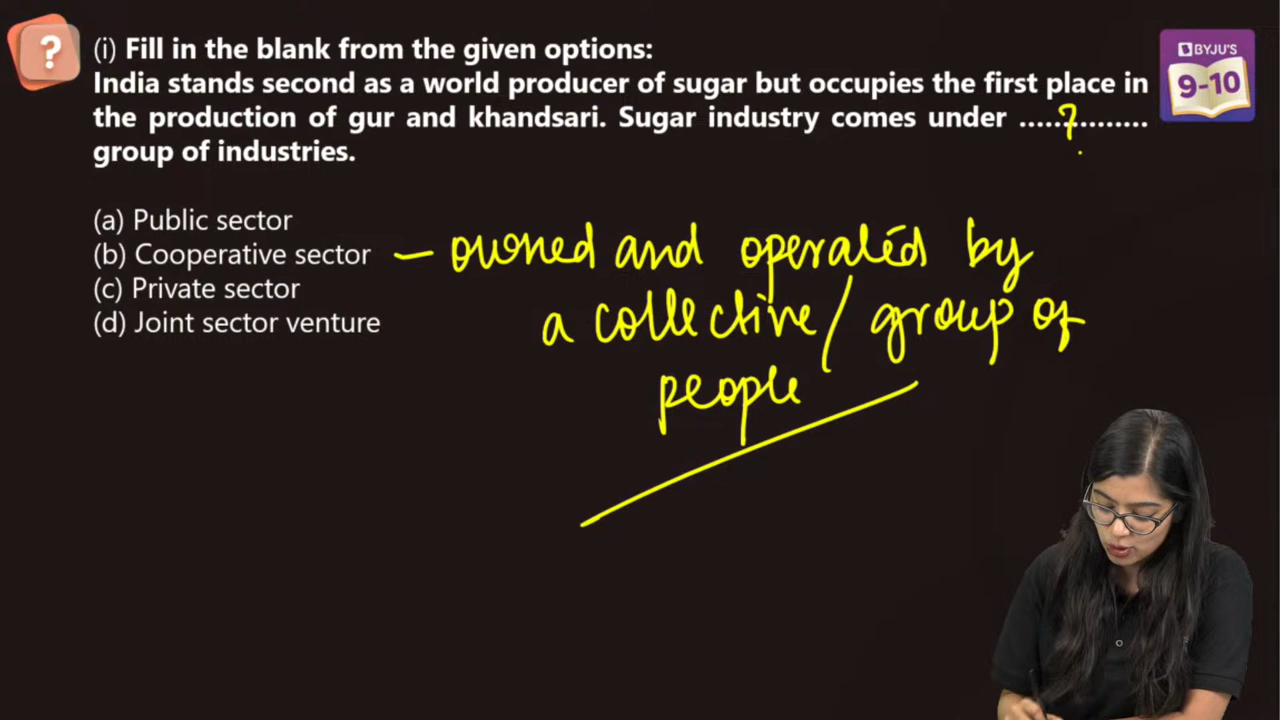 ?
(i) Fill in the blank from the given options:
BYJU'S
9-10
India stands second as a world producer of sugar but occupies the first place in
the production of gur and khandsari. Sugar industry comes under ......?..........
group of industries.
(a) Public sector
(b) Cooperative sector — owned and operated by
a collective/ group of
people
(c) Private sector
(d) Joint sector venture